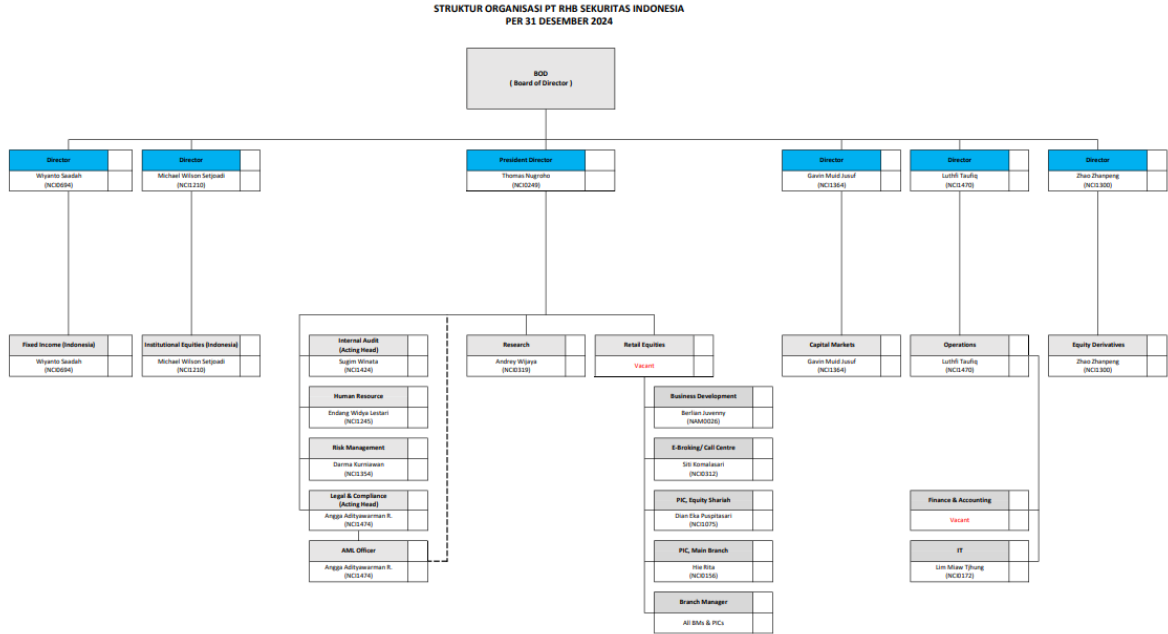 STRUKTUR ORGANISASI PT RHB SEKURITAS INDONESIA
PER 31 DESEMBER 2024
BOD
( Board of Director )
Director
Wiyanto Saadah
(NCI0694)
Director
Michael Wilson Setjoadi
(NCI1210)
President Director
Thomas Nugroho
(NCI0249)
Director
Gavin Muid Jusuf
(NCI1364)
Director
Luthfi Taufiq
(NCI1470)
Director
Zhao Zhanpeng
(NCI1300)
Fixed Income (Indonesia)
Wiyanto Saadah
(NCI0694)
Institutional Equities (Indonesia)
Michael Wilson Setjoadi
(NCI1210)
Internal Audit
(Acting Head)
Sugim Winata
(NCI1424)
Human Resource
Endang Widya Lestari
(NCI1245)
Risk Management
Darma Kurniawan
(NCI1354)
Legal & Compliance
(Acting Head)
Angga Adityawarman R.
(NCI1474)
AML Officer
Angga Adityawarman R.
(NCI1474)
Research
Andrey Wijaya
(NCI0319)
Retail Equities
Vacant
Business Development
Berlian Juvenny
(NAM0026)
E-Broking/ Call Centre
Siti Komalasari
(NCI0312)
PIC, Equity Shariah
Dian Eka Puspitasari
(NCI1075)
PIC, Main Branch
Hie Rita
(NCI0156)
Branch Manager
All BMs & PICs
Capital Markets
Gavin Muid Jusuf
(NCI1364)
Operations
Luthfi Taufiq
(NCI1470)
Finance & Accounting
Vacant
IT
Lim Miaw Tjhung
(NCI0172)
Equity Derivatives
Zhao Zhanpeng
(NCI1300)